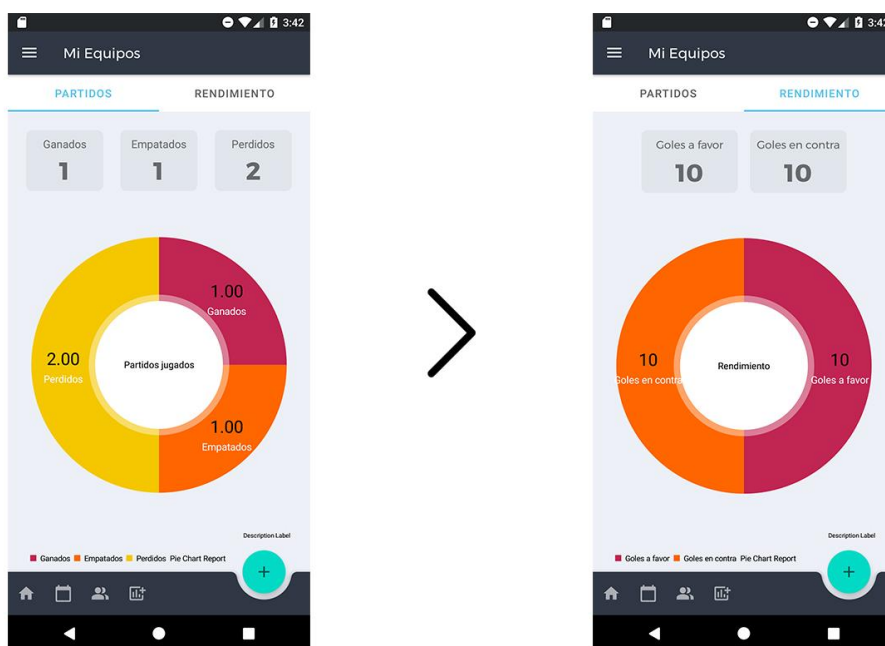 3:42
Mi Equipos
PARTIDOS RENDIMIENTO
Ganados Empatados Perdidos
1 1 2
1.00
Ganados
2.00
Perdidos
Partidos jugados
1.00
Empatados
Description Label
Ganados Empatados Perdidos Pie Chart Report
+
3:42
Mi Equipos
PARTIDOS RENDIMIENTO
Goles a favor Goles en contra
10 10
10
Goles en contra
Rendimiento
10
Goles a favor
Description Label
Goles a favor Goles en contra Pie Chart Report
+